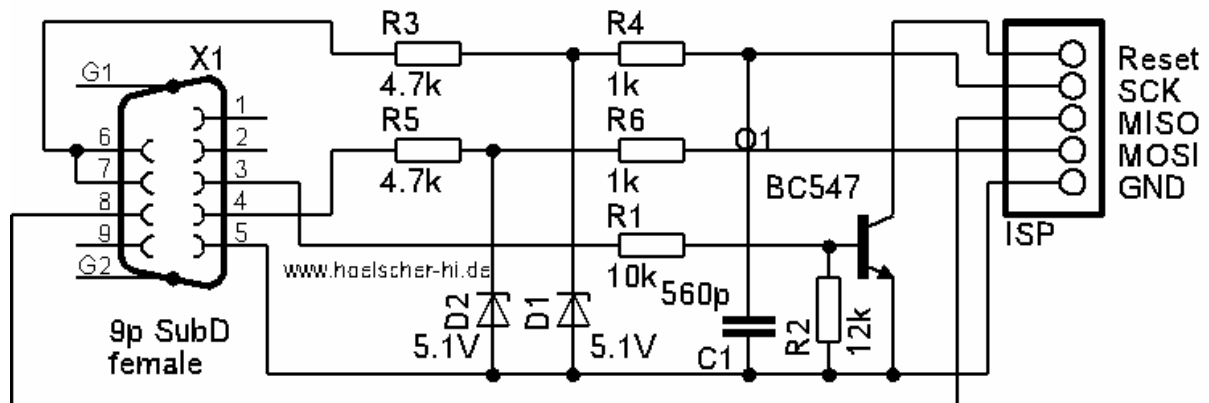 R3
R4
X1
G1
4.7k
1k
Reset
SCK
MISO
MOSI
GND
1
R5
R6
6
2
Q1
7
3
4.7k
1k
BC547
8
4
R1
9
5
ISP
G2
www.hoelscher-hi.de
10k
560p
D2
D1
R2
12k
9p SubD
female
5.1V
5.1V
C1